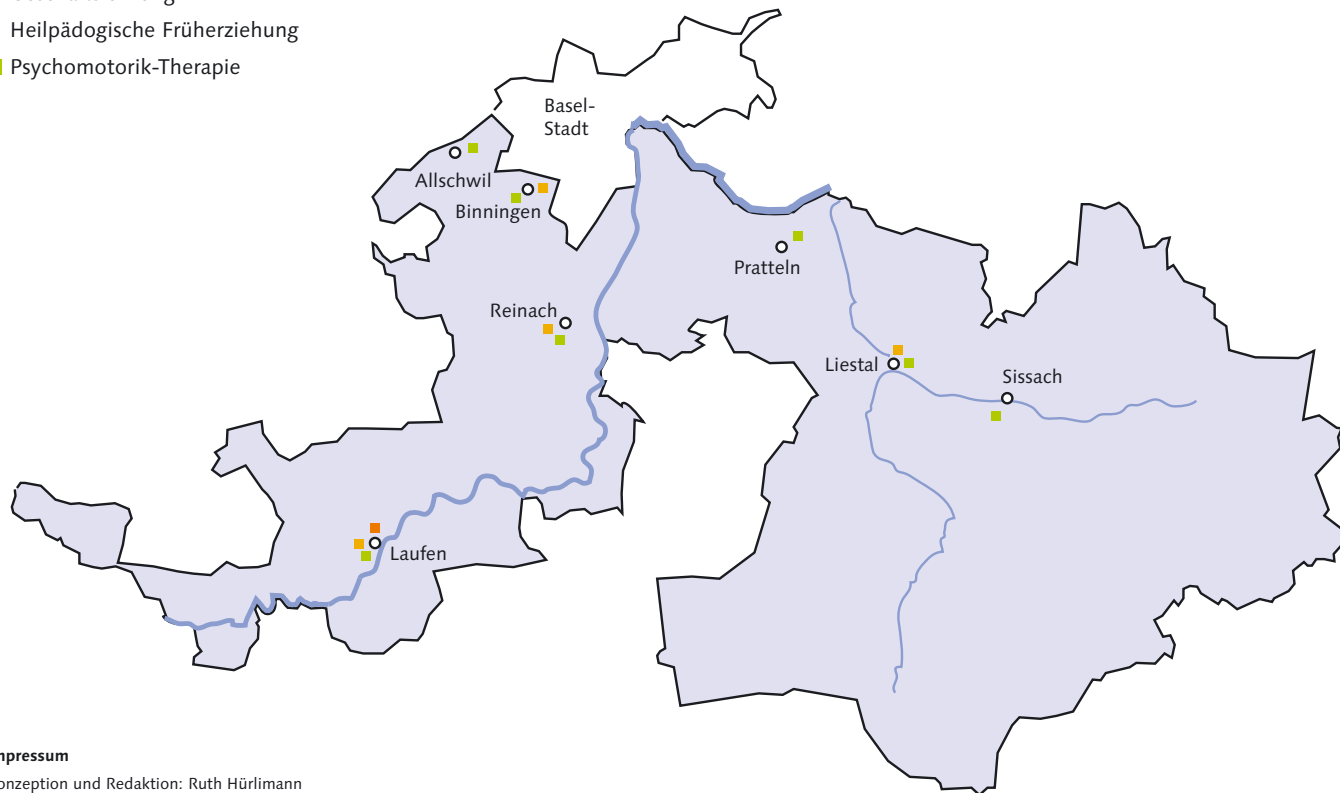 Heilpädogische Früherziehung
Psychomotorik-Therapie
Basel-
Stadt
Allschwil
Binningen
Pratteln
Reinach
Liestal
Sissach
Laufen
mpressum
onzeption und Redaktion: Ruth Hürlimann